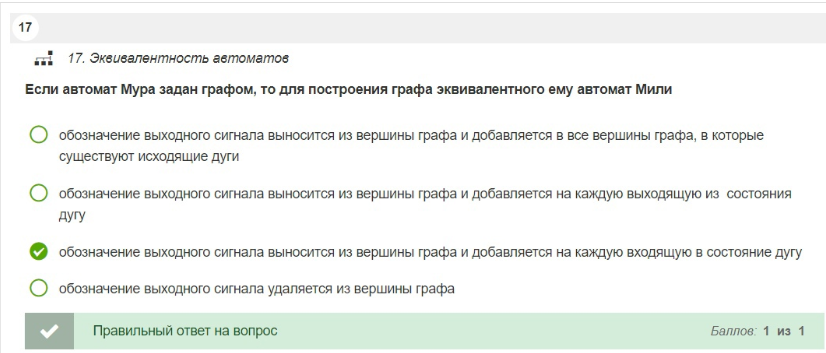 17
17. Эквивалентность автоматов
Если автомат Мура задан графом, то для построения графа эквивалентного ему автомат Мили
обозначение выходного сигнала выносится из вершины графа и добавляется в все вершины графа, в которые
существуют исходящие дуги
обозначение выходного сигнала выносится из вершины графа и добавляется на каждую выходящую из состояния
дугу
обозначение выходного сигнала выносится из вершины графа и добавляется на каждую входящую в состояние дугу
обозначение выходного сигнала удаляется из вершины графа
Правильный ответ на вопрос Баллов: 1 из 1